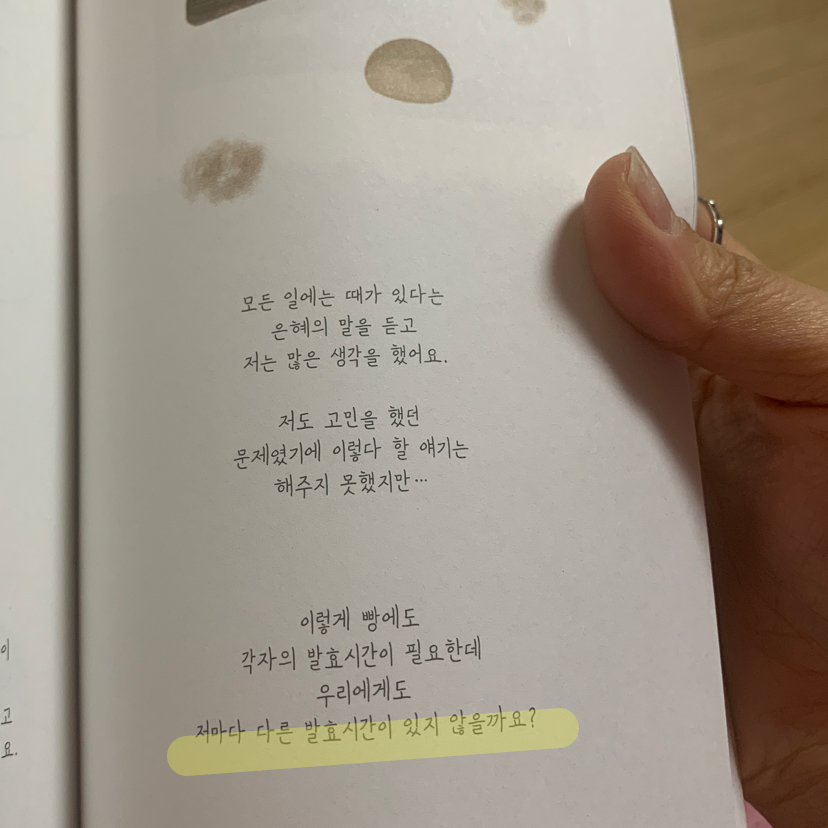 모든 일에는 때가 있다는
은혜의 말을 듣고
저는 많은 생각을 했어요.
저도 고민을 했던
문제였기에 이렇다 할 얘기는
해주지 못했지만…
이렇게 빵에도
각자의 발효시간이 필요한데
우리에게도
저마다 다른 발효시간이 있지 않을까요?
이
고
요.